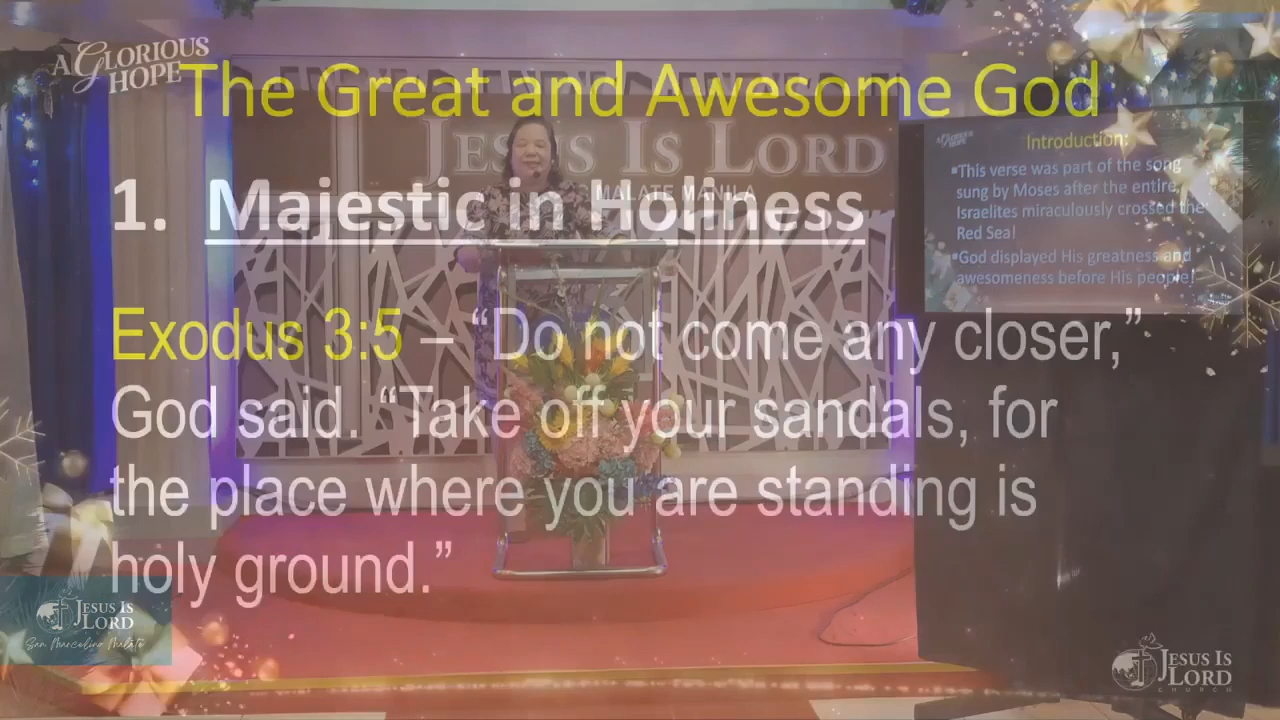 A GLORIOUS
HOPE
The Great and Awesome God
JESUS IS LORD
MALATE MANILA
1. Majestic in Holiness
Exodus 3:5 – “Do not come any closer,”
God said. “Take off your sandals, for
the place where you are standing is
holy ground.”
Introduction:
▪This verse was part of the song
sung by Moses after the entire
Israelites miraculously crossed the
Red Sea!
▪God displayed His greatness and
awesomeness before His people!
JESUS IS
LORD
San Marcelino Malate
JESUS IS
LORD
CHURCH